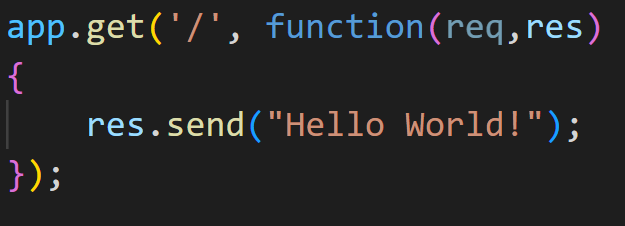 app.get('/', function(req,res)
{
    res.send("Hello World!");
});